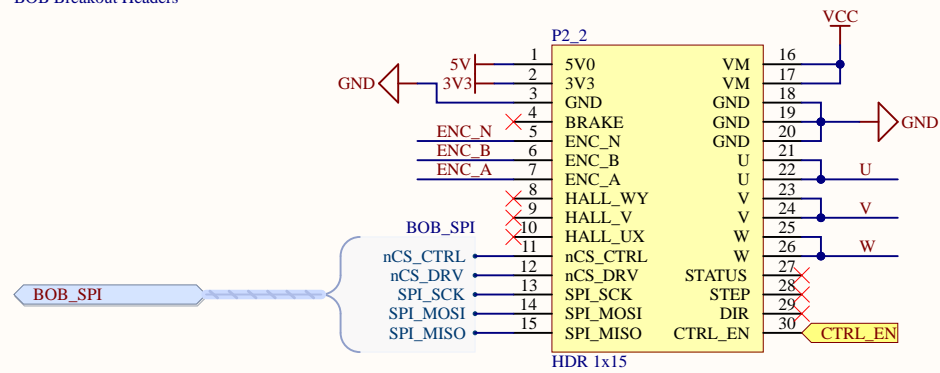 BOB Breakout Headers
VCC
P2_2
5V 1 5V0 VM 16
3V3 2 3V3 VM 17
GND 3 GND GND 18
4 BRAKE GND 19 GND
ENC_N 5 ENC_N GND 20
ENC_B 6 ENC_B U 21
ENC_A 7 ENC_A U 22 U
8 HALL_WY V 23
9 HALL_V V 24 V
BOB_SPI 10 HALL_UX W 25
nCS_CTRL 11 nCS_CTRL W 26 W
nCS_DRV 12 nCS_DRV STATUS 27
BOB_SPI SPI_SCK 13 SPI_SCK STEP 28
SPI_MOSI 14 SPI_MOSI DIR 29
SPI_MISO 15 SPI_MISO CTRL_EN 30 CTRL_EN
HDR 1x15